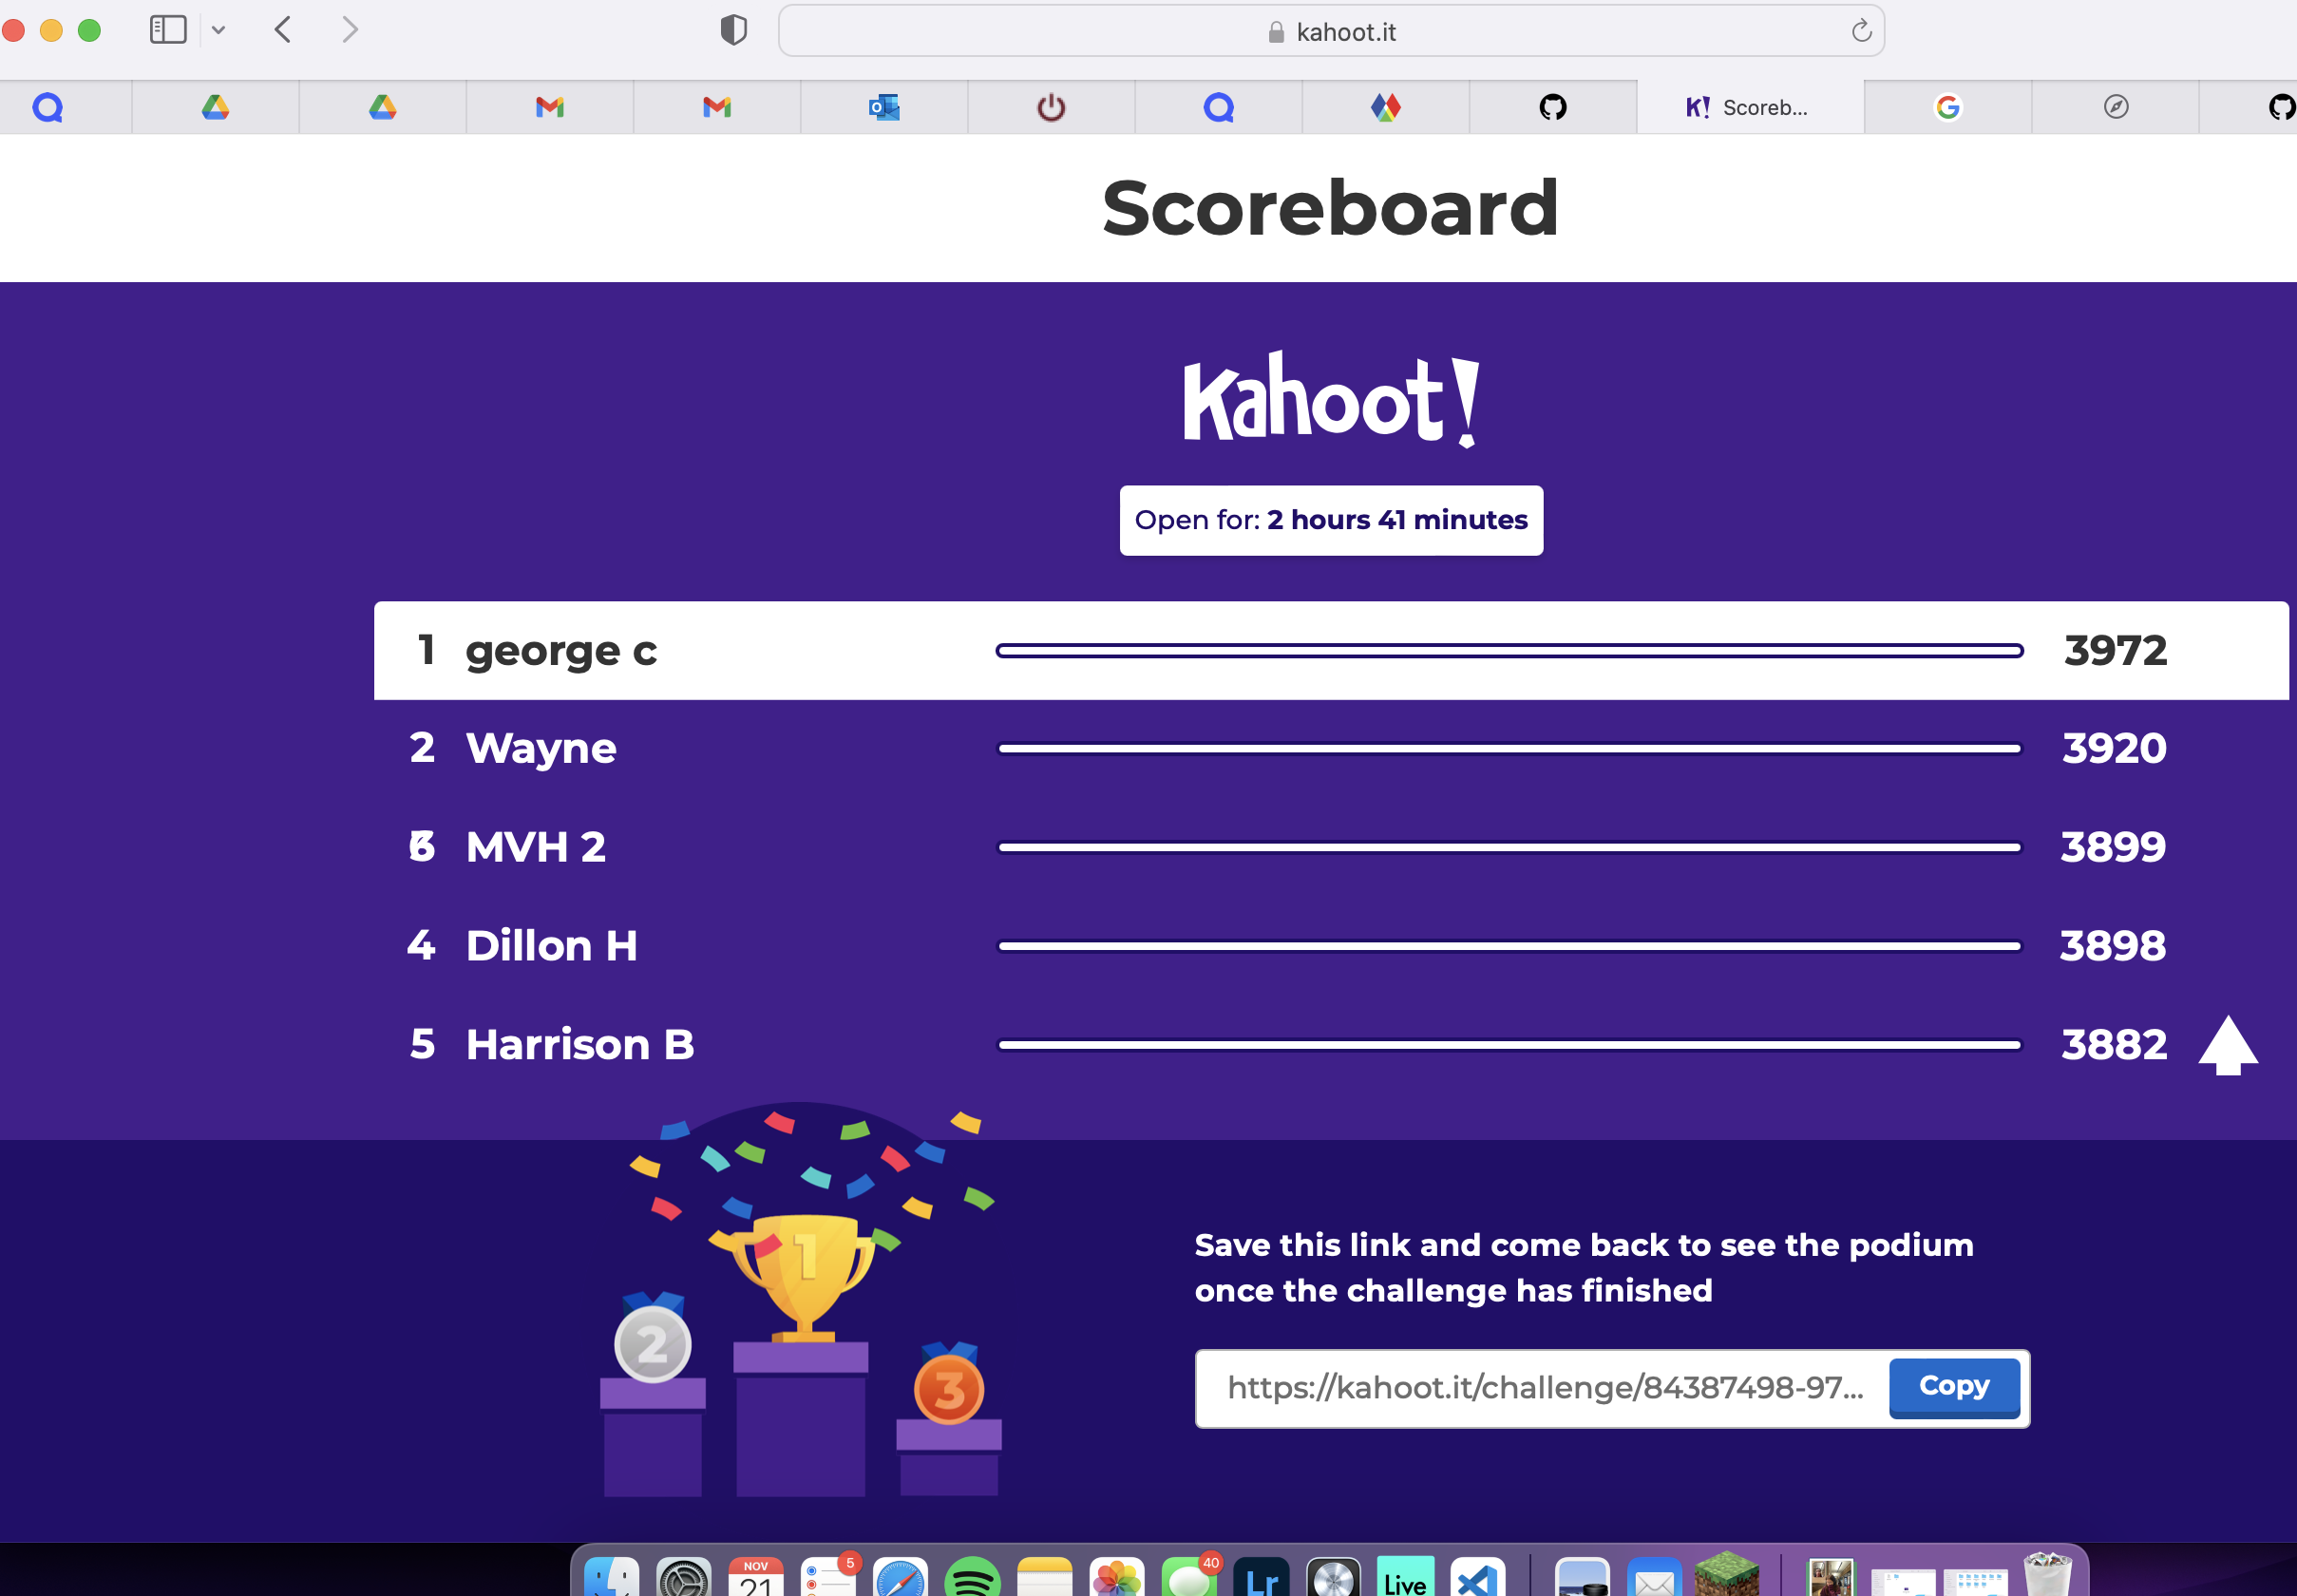 kahoot.it
K! Scoreb...
Scoreboard
Kahoot!
Open for: 2 hours 41 minutes
1 george c 3972
2 Wayne 3920
MVH 2 3899
4 Dillon H 3898
5 Harrison B 3882
1
2
3
Save this link and come back to see the podium
once the challenge has finished
https://kahoot.it/challenge/84387498-97... Copy
NOV 5 40
21 Lr Live